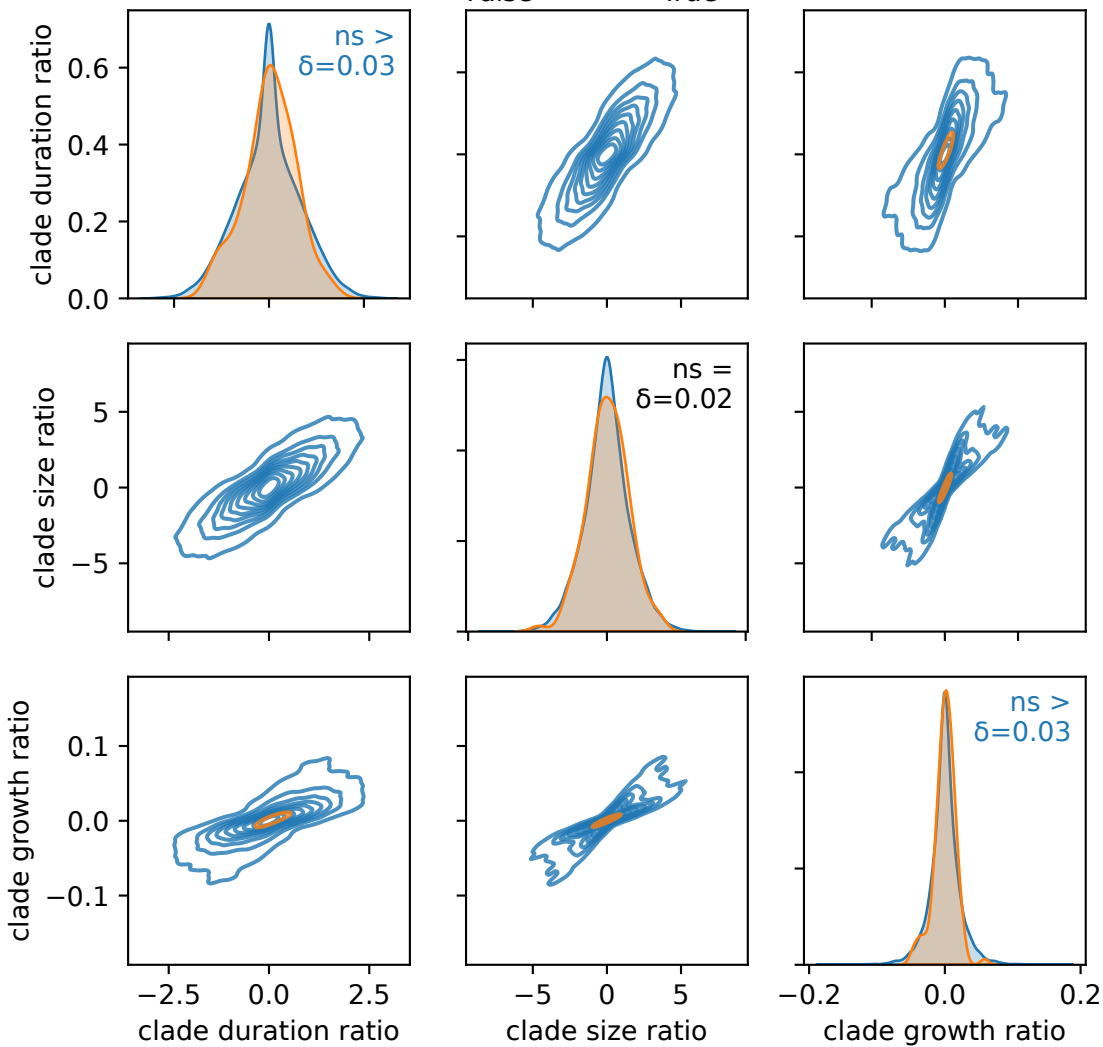 clade duration ratio
0.6
0.4
0.2
0.0
ns >
δ=0.03
clade size ratio
5
0
−5
ns =
δ=0.02
clade growth ratio
0.1
0.0
−0.1
ns >
δ=0.03
−2.5 0.0 2.5
−5 0 5
−0.2 0.0 0.2
clade duration ratio
clade size ratio
clade growth ratio